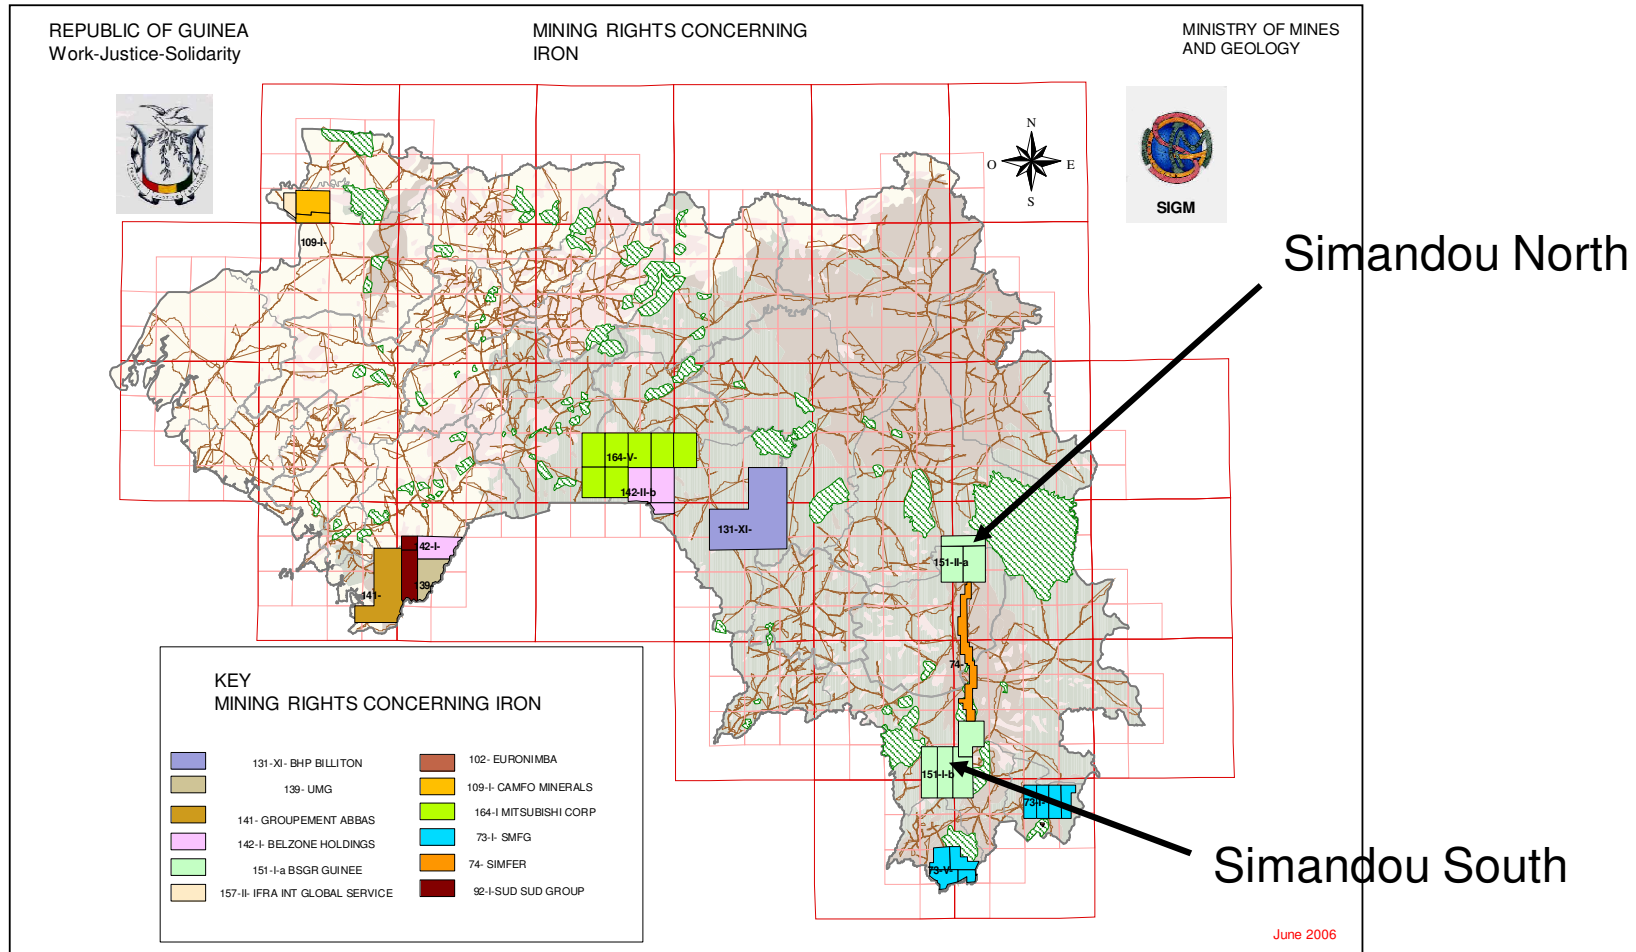 REPUBLIC OF GUINEA
Work-Justice-Solidarity
MINING RIGHTS CONCERNING
IRON
MINISTRY OF MINES
AND GEOLOGY
N
O
E
S
SIGM
Simandou North
109-I-
164-V-
142-II-b
131-XI-
142-I-
139-
141-
151-II-a
74-
151-I-b
73-I-
73-V-
Simandou South
KEY
MINING RIGHTS CONCERNING IRON
131-XI- BHP BILLITON
139- UMG
141- GROUPEMENT ABBAS
142-I- BELZONE HOLDINGS
151-I-a BSGR GUINEE
157-II- IFRA INT GLOBAL SERVICE
102- EURONIMBA
109-I- CAMFO MINERALS
164-I MITSUBISHI CORP
73-I- SMFG
74- SIMFER
92-I-SUD SUD GROUP
June 2006